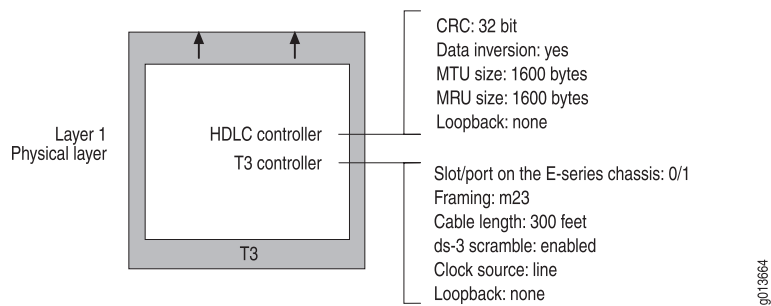 CRC: 32 bit
Data inversion: yes
MTU size: 1600 bytes
MRU size: 1600 bytes
Loopback: none
Layer 1
Physical layer
HDLC controller
T3 controller
Slot/port on the E-series chassis: 0/1
Framing: m23
Cable length: 300 feet
ds-3 scramble: enabled
Clock source: line
Loopback: none
T3
g013664